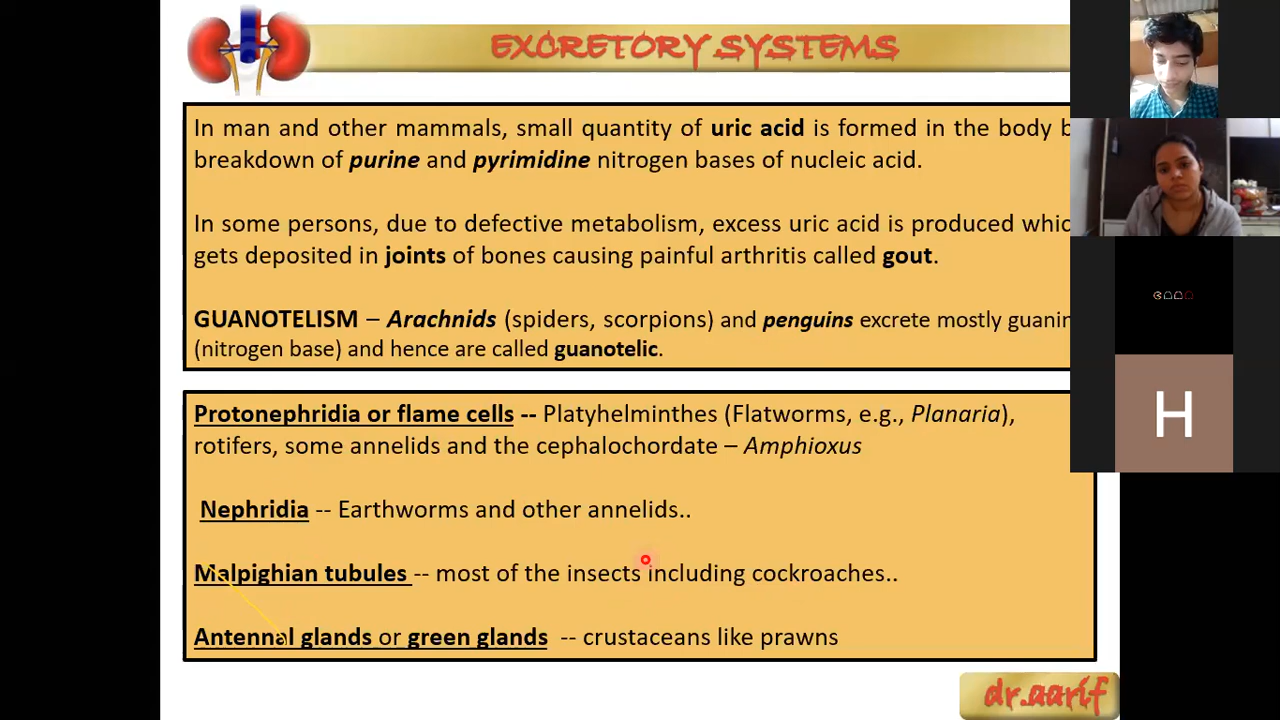 EXCRETORY SYSTEMS
In man and other mammals, small quantity of uric acid is formed in the body b
breakdown of purine and pyrimidine nitrogen bases of nucleic acid.
In some persons, due to defective metabolism, excess uric acid is produced whic
gets deposited in joints of bones causing painful arthritis called gout.
GUANOTELISM – Arachnids (spiders, scorpions) and penguins excrete mostly guanin
(nitrogen base) and hence are called guanotelic.
Protonephridia or flame cells -- Platyhelminthes (Flatworms, e.g., Planaria),
rotifers, some annelids and the cephalochordate – Amphioxus
Nephridia -- Earthworms and other annelids..
Malpighian tubules -- most of the insects including cockroaches..
Antennal glands or green glands -- crustaceans like prawns
dr.aarif
H